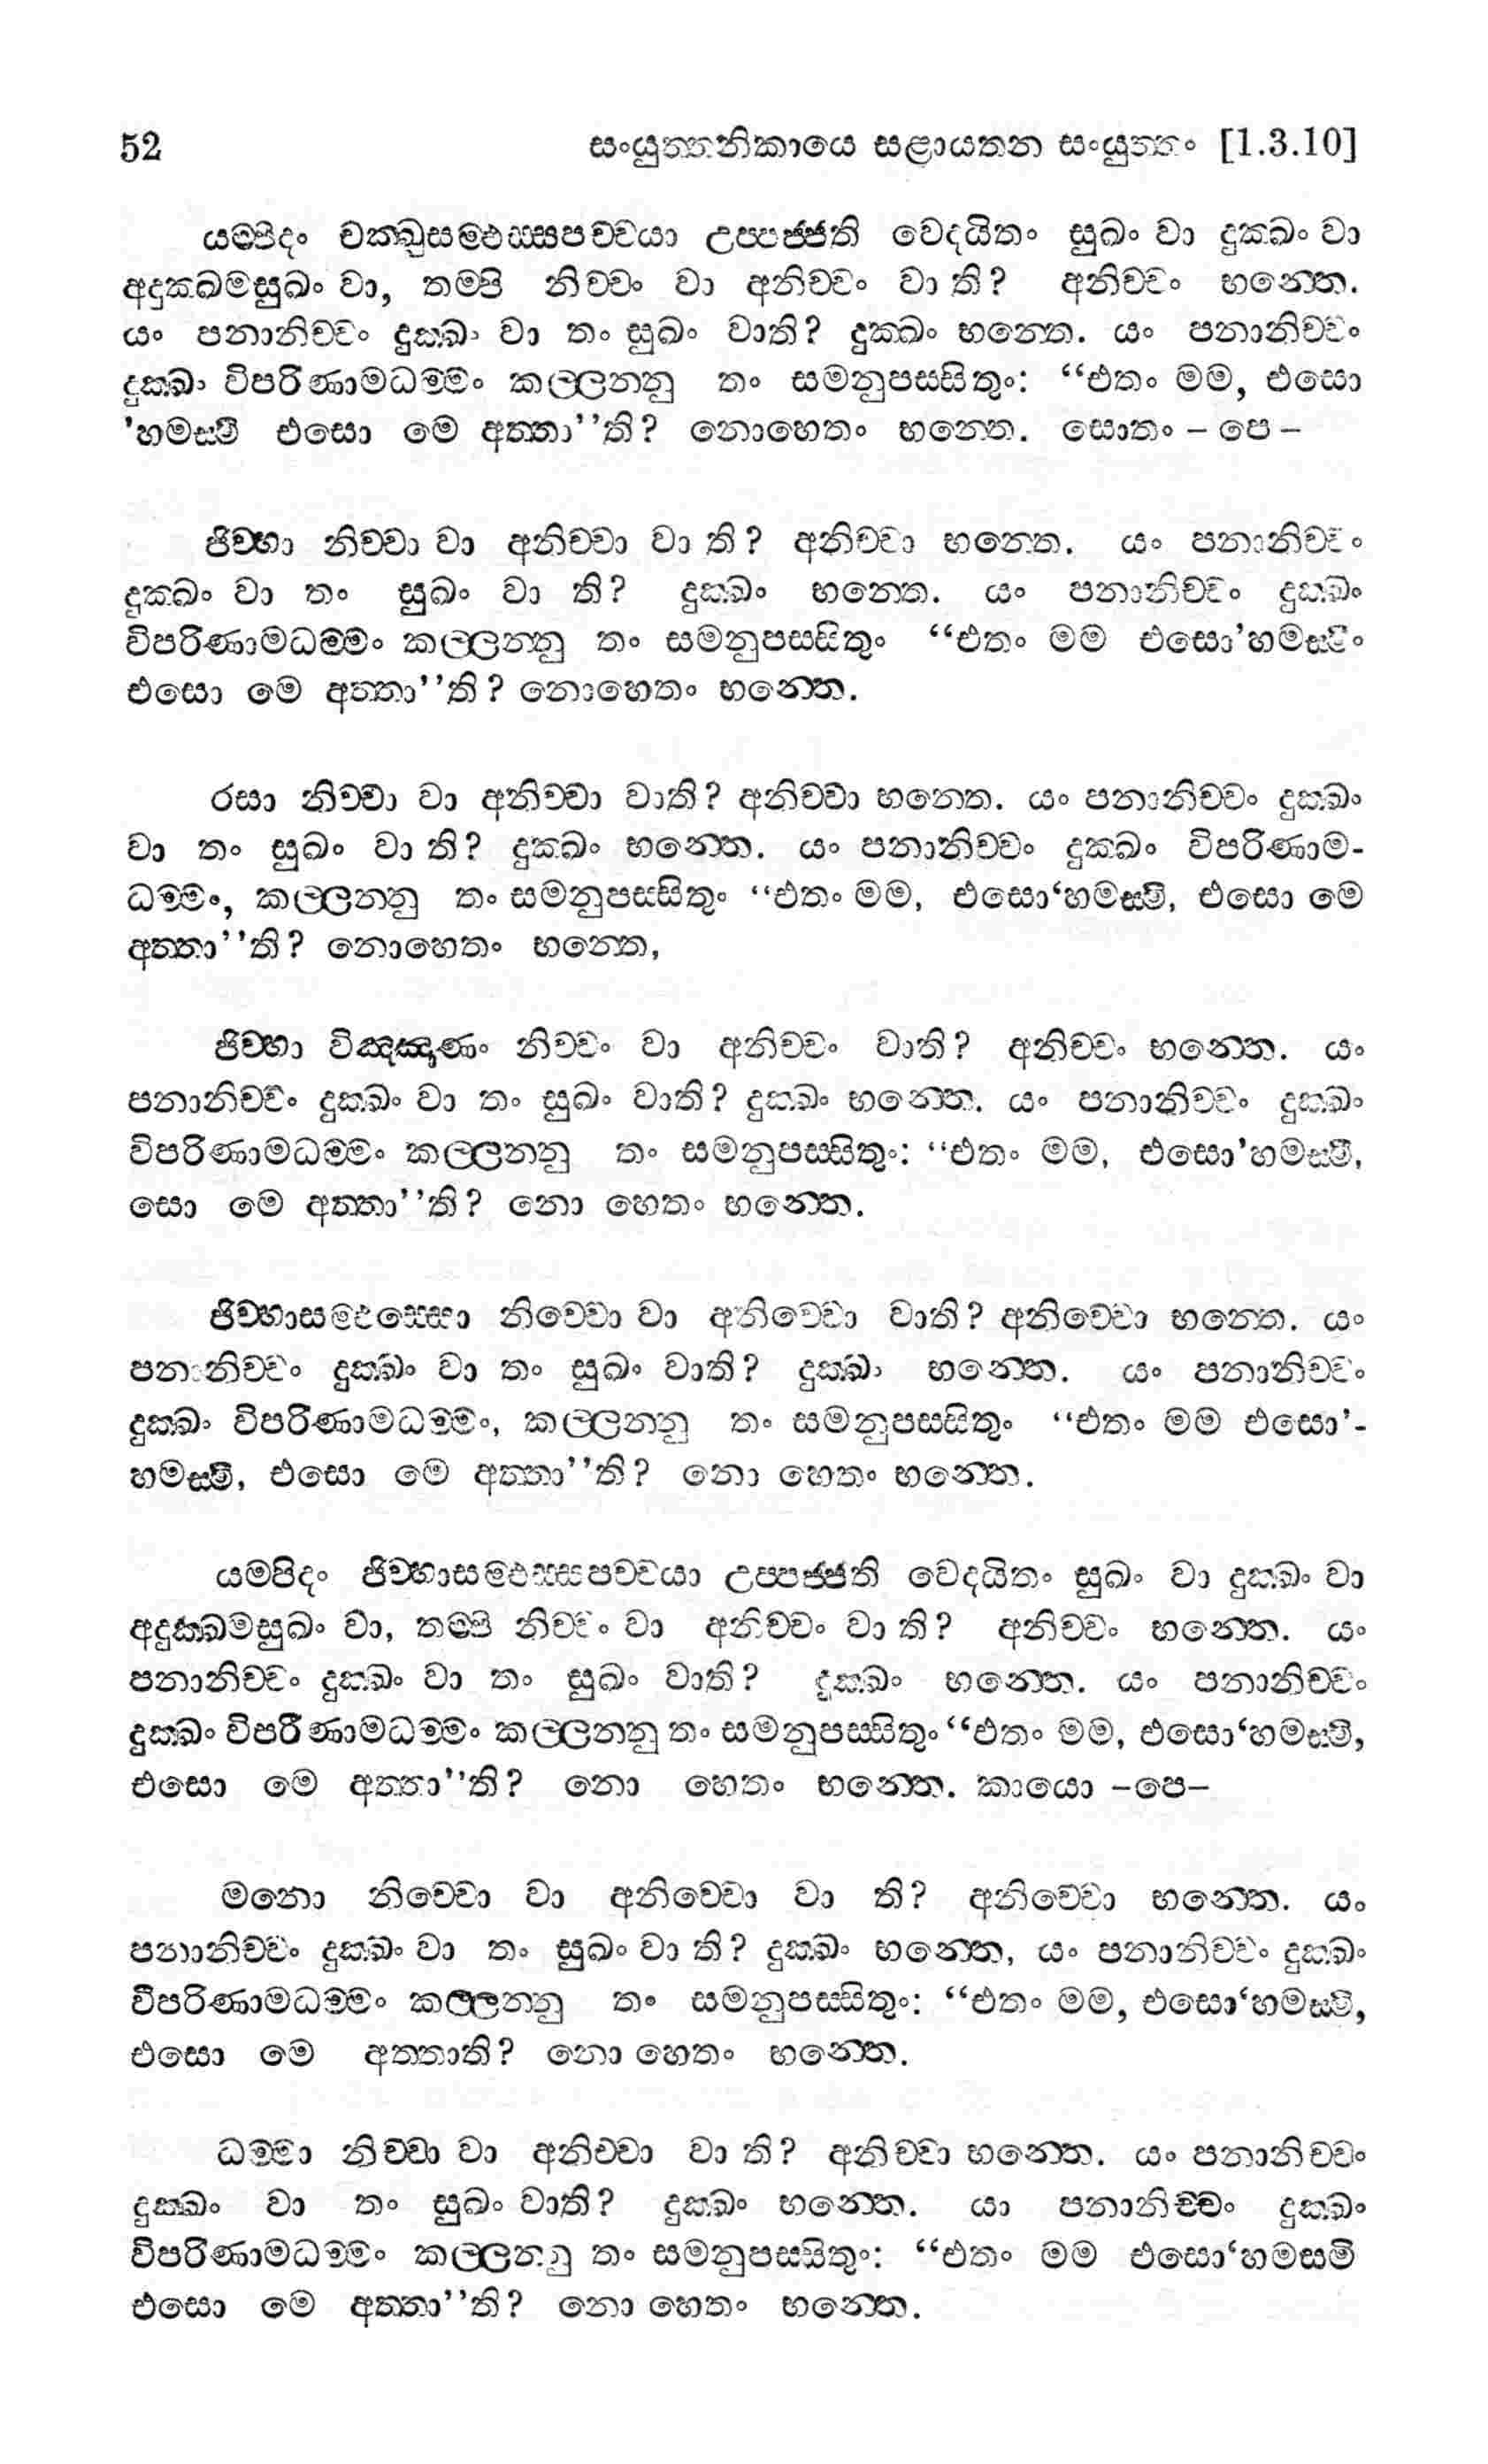 52 සංයුත්තනිකායෙ සළායතන සංයුත්තං [1.3.10]
යම්පිදං චක්ඛුසම්ඵස්සපච්චයා උප්පජ්ජති වෙදයිතං සුඛං වා දුක්ඛං වා
අදුක්ඛමසුඛං වා, තම්පි නිච්චං වා අනිච්චං වා ති? අනිච්චං භන්තෙ.
යං පනානිච්චං දුක්ඛං වා තං සුඛං වාති? දුක්ඛං භන්තෙ. යං පනානිච්චං
දුක්ඛං විපරිණාමධම්මං කල්ලන්නු තං සමනුපස්සිතුං: “එතං මම, එසො
’හමස්මි එසො මෙ අත්තා’’ති? නොහෙතං භන්තෙ. සොතං – පෙ –
ජිව්හා නිච්චා වා අනිච්චා වා ති? අනිච්චා භන්තෙ. යං පනානිච්චං
දුක්ඛං වා තං සුඛං වා ති? දුක්ඛං භන්තෙ. යං පනානිච්චං දුක්ඛං
විපරිණාමධම්මං කල්ලන්නු තං සමනුපස්සිතුං “එතං මම එසො’හමස්මිං
එසො මෙ අත්තා’’ති? නොහෙතං භන්තෙ.
රසා නිච්චා වා අනිච්චා වාති? අනිච්චා භන්තෙ. යං පනානිච්චං දුක්ඛං
වා තං සුඛං වා ති? දුක්ඛං භන්තෙ. යං පනානිච්චං දුක්ඛං විපරිණාම-
ධම්මං, කල්ලන්නු තං සමනුපස්සිතුං “එතං මම, එසො‘හමස්මි, එසො මෙ
අත්තා’’ති? නොහෙතං භන්තෙ,
ජිව්හා විඤ්ඤාණං නිච්චං වා අනිච්චං වාති? අනිච්චං භන්තෙ. යං
පනානිච්චං දුක්ඛං වා තං සුඛං වාති? දුක්ඛං භන්තෙ. යං පනානිච්චං දුක්ඛං
විපරිණාමධම්මං කල්ලන්නු තං සමනුපස්සිතුං: “එතං මම, එසො’හමස්මි,
සො මෙ අත්තා’’ති? නො හෙතං භන්තෙ.
ජිව්හාසම්ඵස්සො නිච්චො වා අනිච්චො වාති? අනිච්චො භන්තෙ. යං
පනානිච්චං දුක්ඛං වා තං සුඛං වාති? දුක්ඛං භන්තෙ. යං පනානිච්චං
දුක්ඛං විපරිණාමධම්මං, කල්ලන්නු තං සමනුපස්සිතුං “එතං මම එසො’-
හමස්මි, එසො මෙ අත්තා’’ති? නො හෙතං භන්තෙ.
යම්පිදං ජිව්හාසම්ඵස්සපච්චයා උප්පජ්ජති වෙදයිතං සුඛං වා දුක්ඛං වා
අදුක්ඛමසුඛං වා, තම්පි නිච්චං වා අනිච්චං වා ති? අනිච්චං භන්තෙ. යං
පනානිච්චං දුක්ඛං වා තං සුඛං වාති? දුක්ඛං භන්තෙ. යං පනානිච්චං
දුක්ඛං විපරිණාමධම්මං කල්ලන්නු තං සමනුපස්සිතුං “එතං මම, එසො‘හමස්මි,
එසො මෙ අත්තා’’ති? නො හෙතං භන්තෙ. කායො –පෙ–
මනො නිච්චො වා අනිච්චො වා ති? අනිච්චො භන්තෙ. යං
පනානිච්චං දුක්ඛං වා තං සුඛං වා ති? දුක්ඛං භන්තෙ, යං පනානිච්චං දුක්ඛං
විපරිණාමධම්මං කල්ලන්නු තං සමනුපස්සිතුං: “එතං මම, එසො‘හමස්මි,
එසො මෙ අත්තාති? නො හෙතං භන්තෙ.
ධම්මා නිච්චා වා අනිච්චා වා ති? අනිච්චා භන්තෙ. යං පනානිච්චං
දුක්ඛං වා තං සුඛං වාති? දුක්ඛං භන්තෙ. යා පනානිච්චං දුක්ඛං
විපරිණාමධම්මං කල්ලන්නු තං සමනුපස්සිතුං: “එතං මම එසො‘හමස්මි
එසො මෙ අත්තා’’ති? නො හෙතං භන්තෙ.